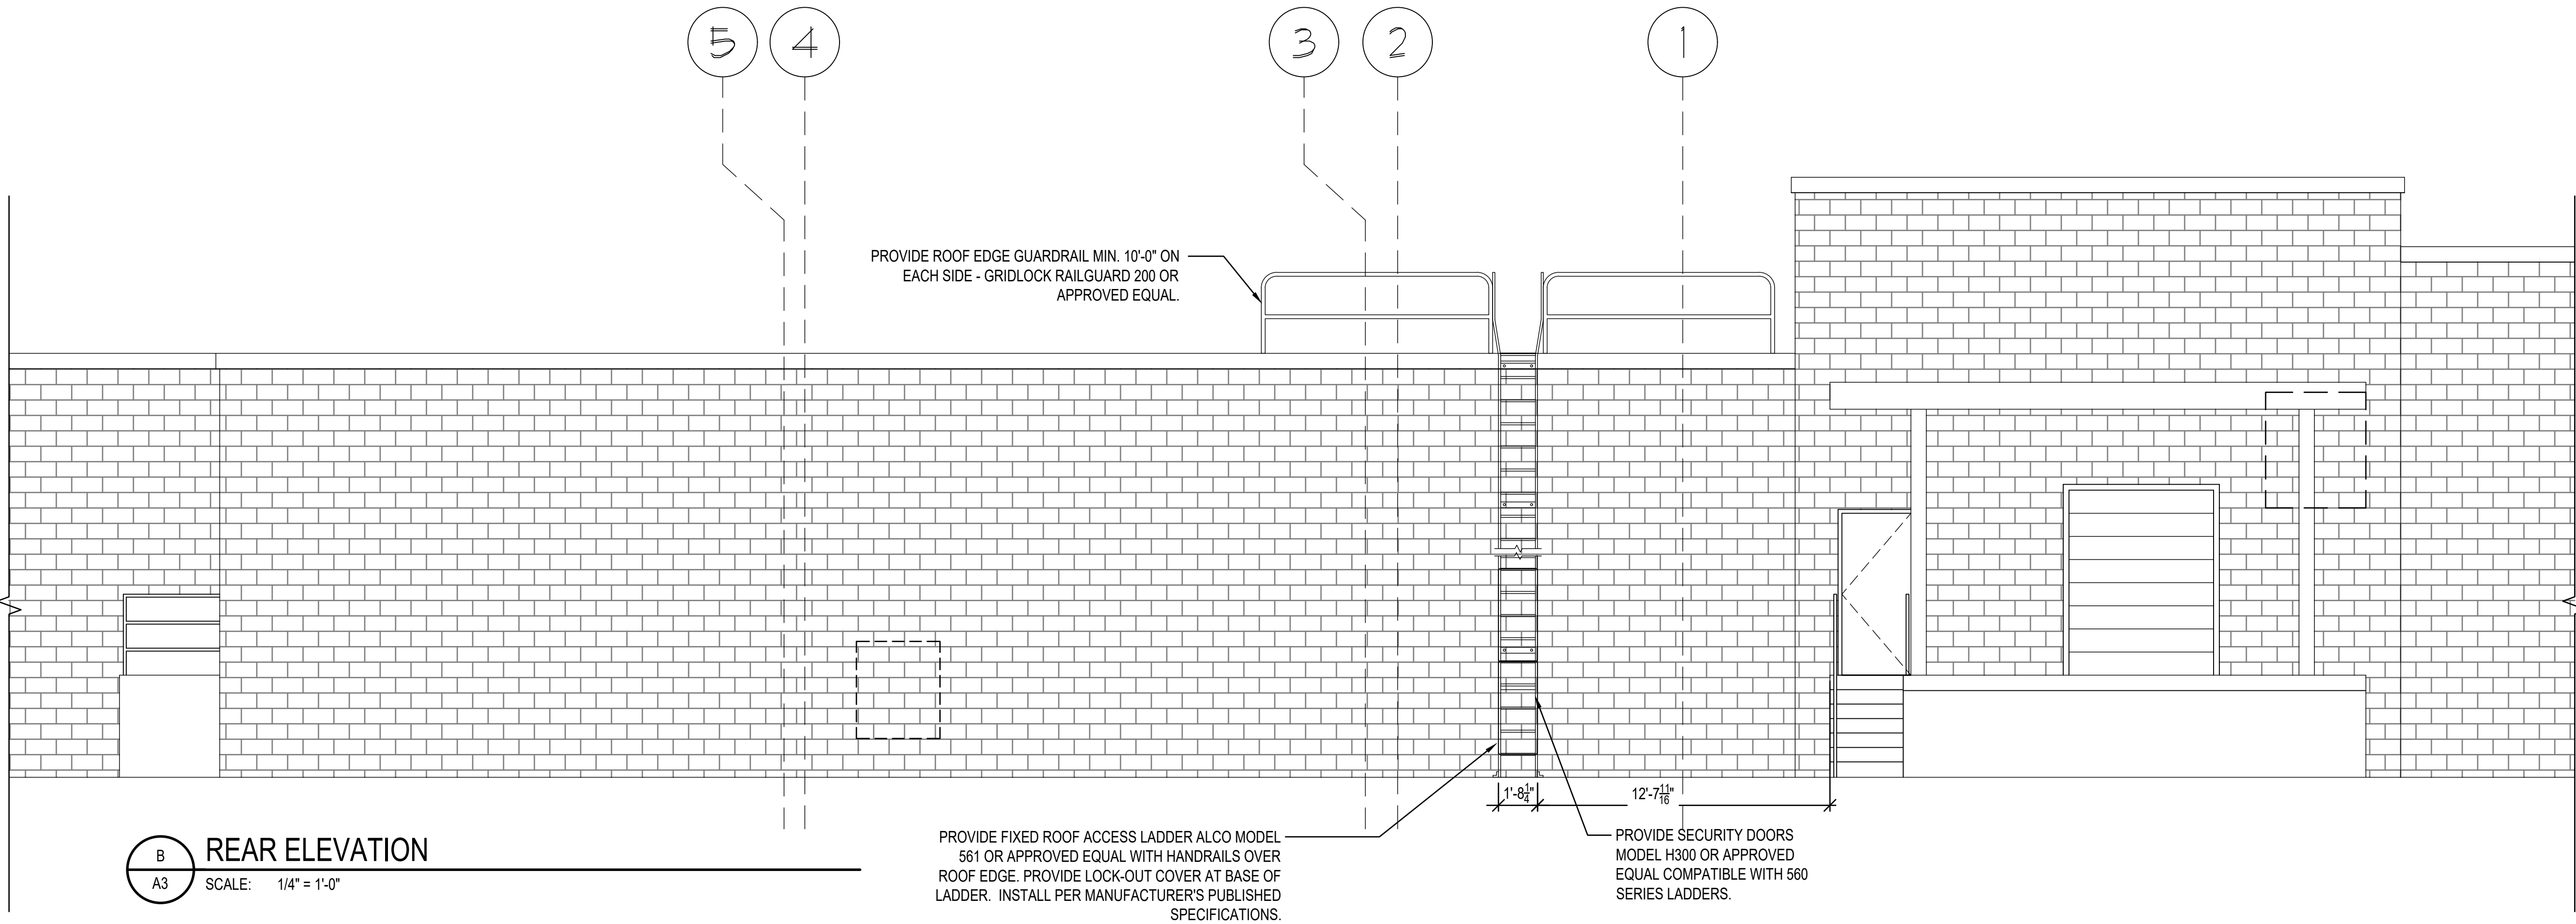 5 4 3 2 1
PROVIDE ROOF EDGE GUARDRAIL MIN. 10'-0" ON
EACH SIDE - GRIDLOCK RAILGUARD 200 OR
APPROVED EQUAL.
1'-8 1/4" 12'-7 11/16"
PROVIDE FIXED ROOF ACCESS LADDER ALCO MODEL
561 OR APPROVED EQUAL WITH HANDRAILS OVER
ROOF EDGE. PROVIDE LOCK-OUT COVER AT BASE OF
LADDER. INSTALL PER MANUFACTURER'S PUBLISHED
SPECIFICATIONS.
PROVIDE SECURITY DOORS
MODEL H300 OR APPROVED
EQUAL COMPATIBLE WITH 560
SERIES LADDERS.
B
A3
REAR ELEVATION
SCALE: 1/4" = 1'-0"